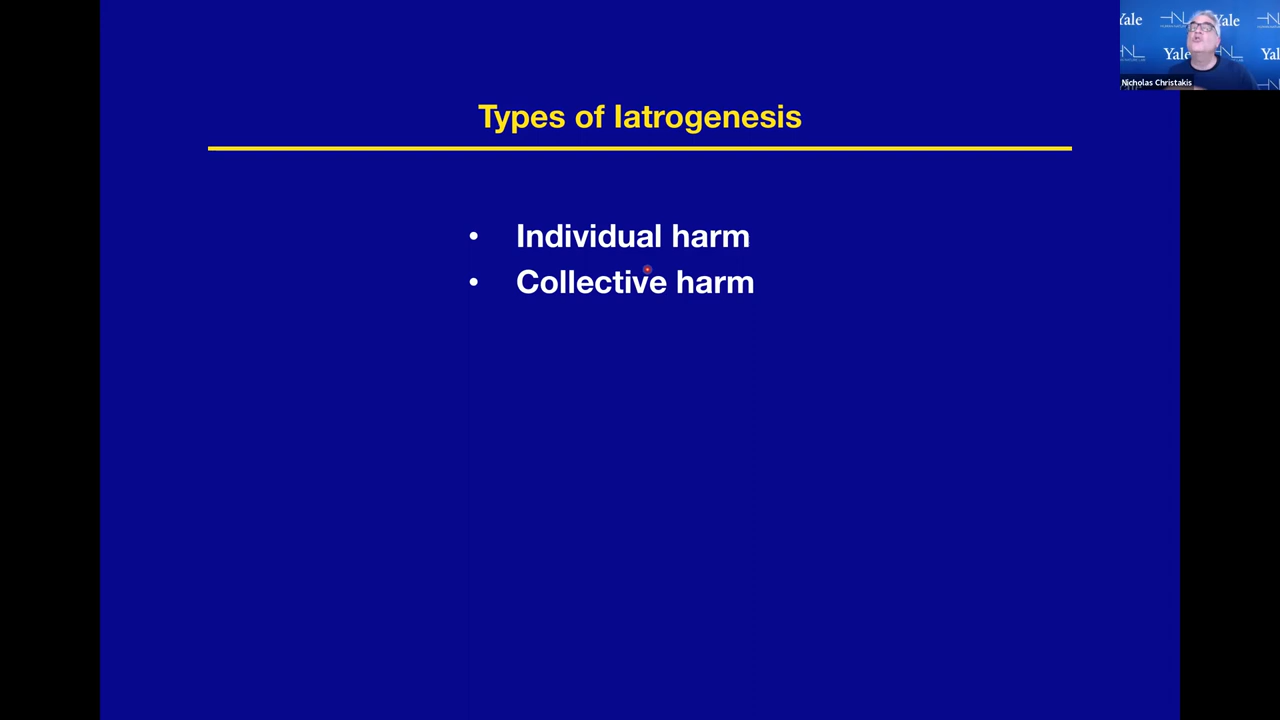 Types of Iatrogenesis
• Individual harm
• Collective harm
Yale
Yale
Yale
Yal
Nicholas Christakis